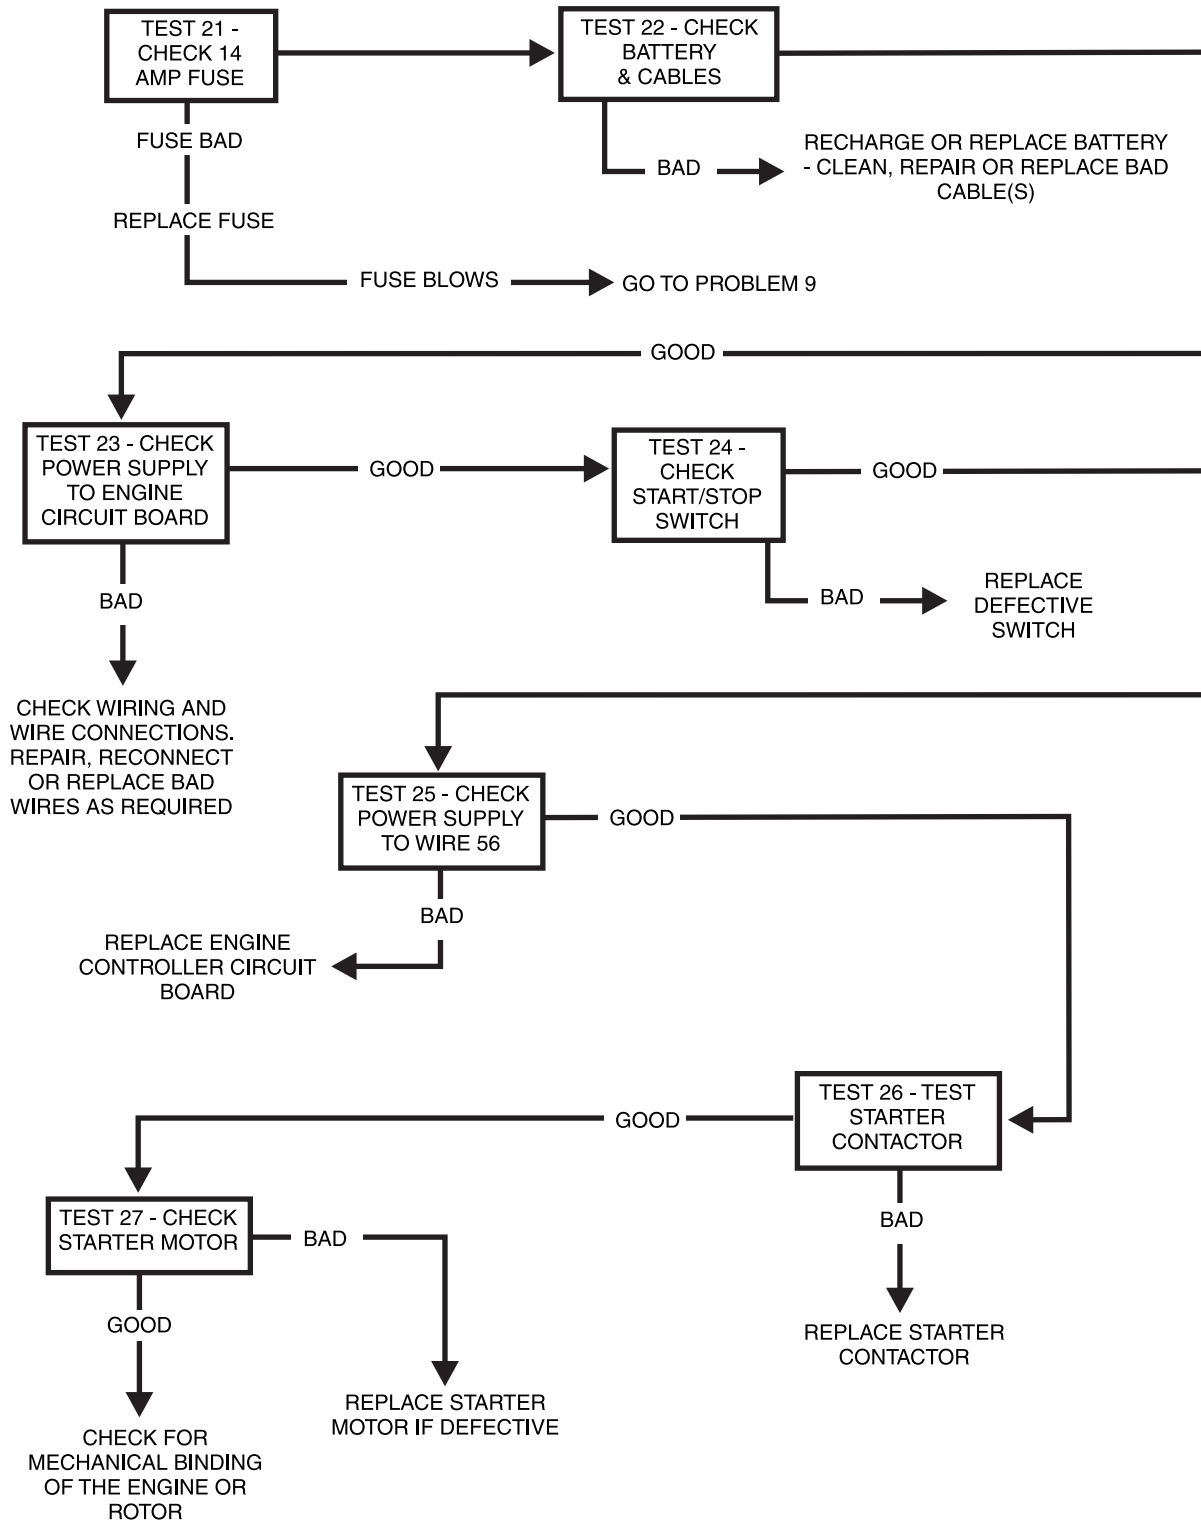 TEST 21 -
CHECK 14
AMP FUSE
TEST 22 - CHECK
BATTERY
& CABLES
FUSE BAD
BAD
RECHARGE OR REPLACE BATTERY
- CLEAN, REPAIR OR REPLACE BAD
CABLE(S)
REPLACE FUSE
FUSE BLOWS
GO TO PROBLEM 9
GOOD
TEST 23 - CHECK
POWER SUPPLY
TO ENGINE
CIRCUIT BOARD
GOOD
TEST 24 -
CHECK
START/STOP
SWITCH
GOOD
BAD
BAD
REPLACE
DEFECTIVE
SWITCH
CHECK WIRING AND
WIRE CONNECTIONS.
REPAIR, RECONNECT
OR REPLACE BAD
WIRES AS REQUIRED
TEST 25 - CHECK
POWER SUPPLY
TO WIRE 56
GOOD
BAD
REPLACE ENGINE
CONTROLLER CIRCUIT
BOARD
TEST 26 - TEST
STARTER
CONTACTOR
GOOD
BAD
REPLACE STARTER
CONTACTOR
TEST 27 - CHECK
STARTER MOTOR
BAD
GOOD
REPLACE STARTER
MOTOR IF DEFECTIVE
CHECK FOR
MECHANICAL BINDING
OF THE ENGINE OR
ROTOR